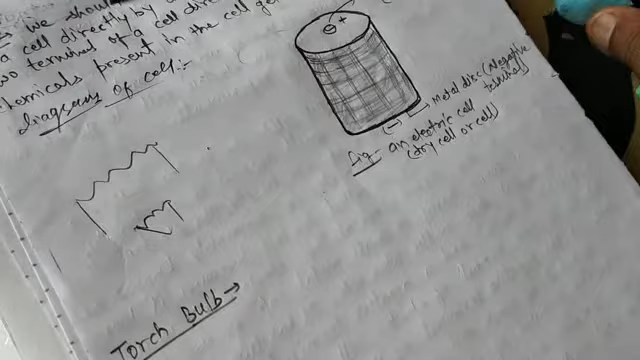 we should
a cell directly by
two terminal of a cell dire
chemicals present in the cell ge
diagram of cell:-
+
Metal disc (Negative
terminal)
(-)
fig- an electric cell
(dry cell or cell)
Torch Bulb→